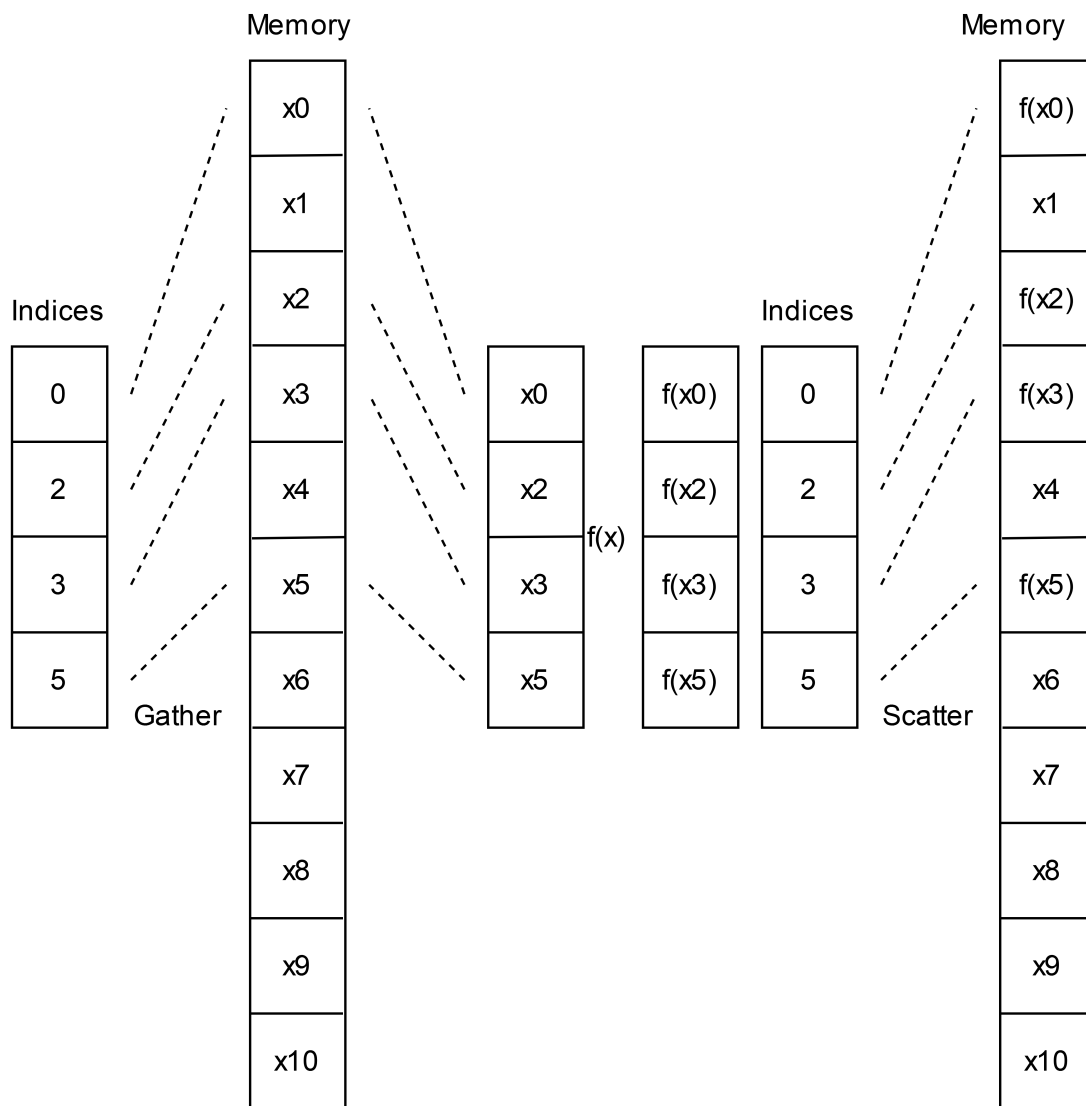 Memory
x0
x1
x2
x3
x4
x5
x6
x7
x8
x9
x10
Indices
0
2
3
5
Gather
x0
x2
x3
x5
f(x)
f(x0)
f(x2)
f(x3)
f(x5)
Indices
0
2
3
5
Scatter
Memory
f(x0)
x1
f(x2)
f(x3)
x4
f(x5)
x6
x7
x8
x9
x10